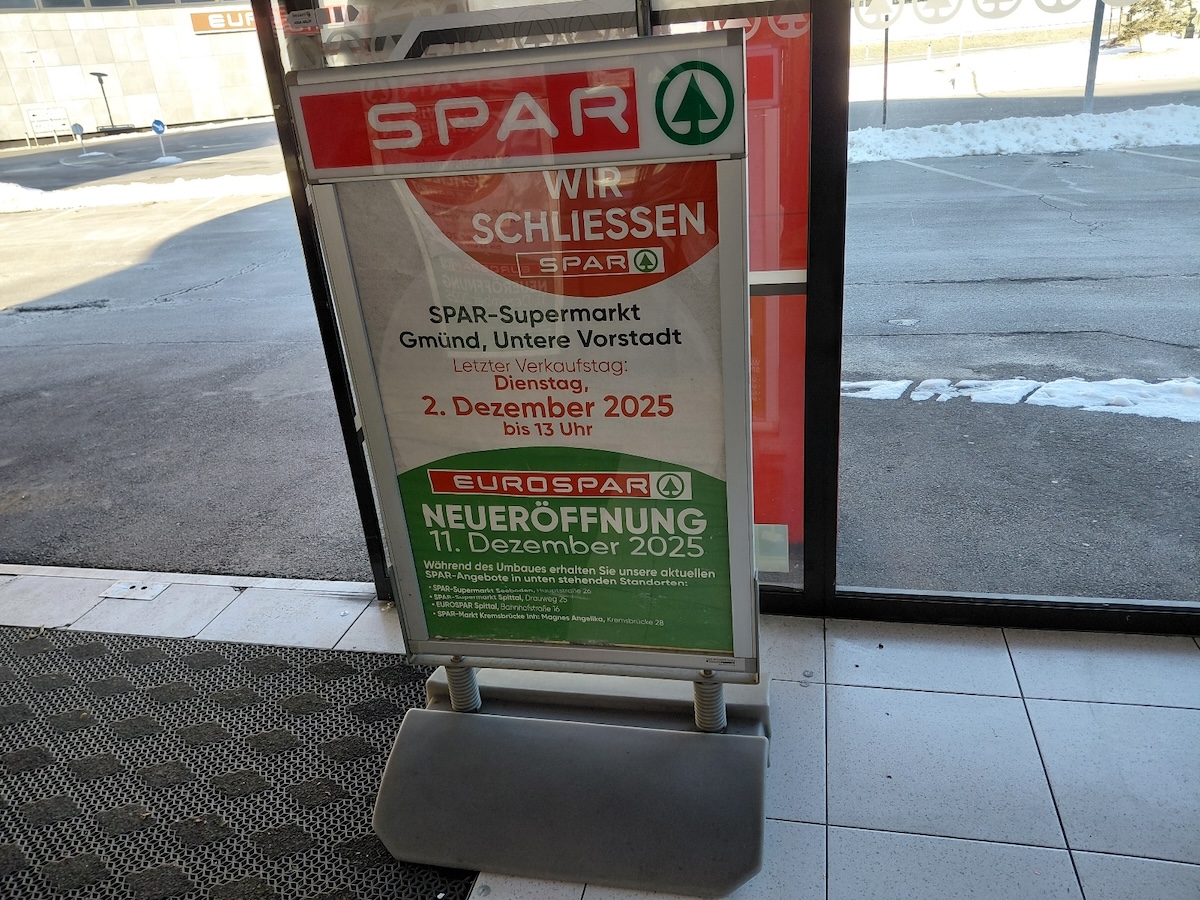 EUROSPAR
SPAR
WIR
SCHLIESSEN
SPAR
SPAR-Supermarkt
Gmünd, Untere Vorstadt
Letzter Verkaufstag:
Dienstag,
2. Dezember 2025
bis 13 Uhr
EUROSPAR
NEUERÖFFNUNG
11. Dezember 2025
Während des Umbaues erhalten Sie unsere aktuellen
SPAR-Angebote in unten stehenden Standorten:
• SPAR-Supermarkt Seeboden, Hauptstraße 26
• SPAR-Supermarkt Spittal, Drauweg 25
• EUROSPAR Spittal, Bahnhofstraße 16
• SPAR-Markt Kremsbrücke Inh: Magnes Angelika, Kremsbrücke 28